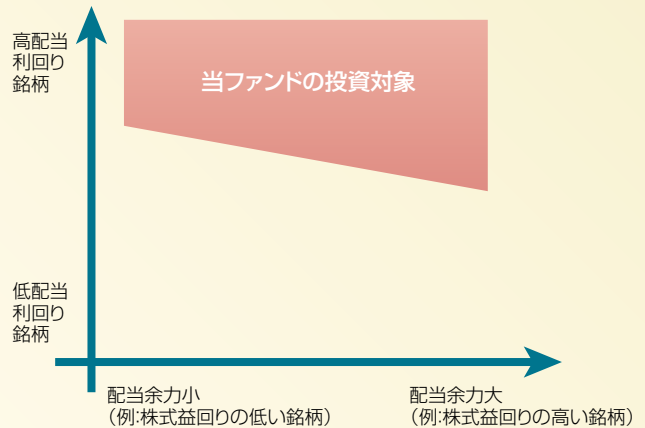 高配当
利回り
銘柄
当ファンドの投資対象
低配当
利回り
銘柄
配当余力小
（例:株式益回りの低い銘柄）
配当余力大
（例:株式益回りの高い銘柄）